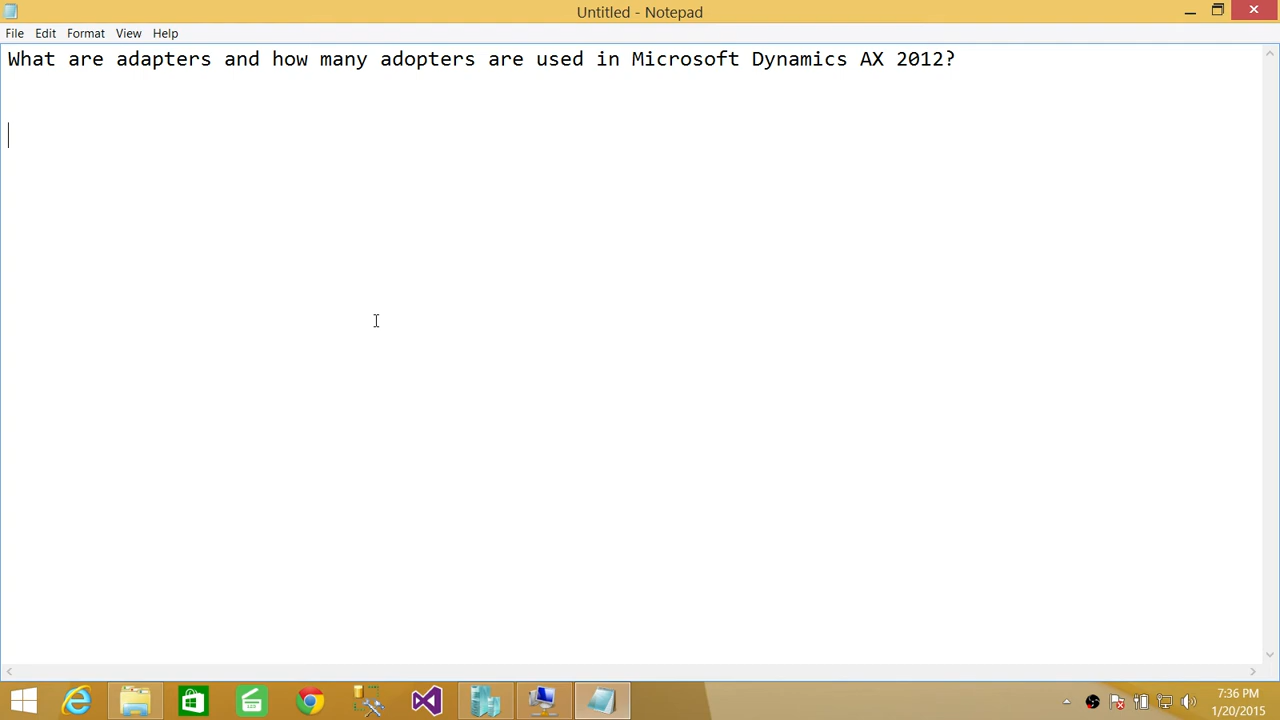 Untitled - Notepad
File Edit Format View Help
What are adapters and how many adopters are used in Microsoft Dynamics AX 2012?
7:36 PM
1/20/2015